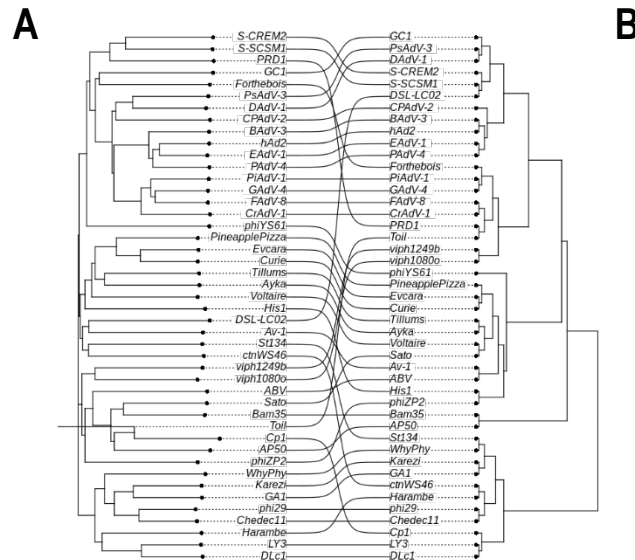 A
B
S-CREM2 GC1
S-SCSM1 PsAdV-3
PRD1 DAdV-1
GC1 S-CREM2
Forthebois S-SCSM1
PsAdV-3 DSL-LC02
DAdV-1 CPAdV-2
CPAdV-2 BAdV-3
BAdV-3 hAd2
hAd2 EAdV-1
EAdV-1 PAdV-4
PAdV-4 Forthebois
PiAdV-1 PiAdV-1
GAdV-4 GAdV-4
FAdV-8 FAdV-8
CrAdV-1 CrAdV-1
phiYS61 PRD1
PineapplePizza Toil
Evcara viph1249b
Curie viph1080o
Tillums phiYS61
Ayka PineapplePizza
Voltaire Evcara
His1 Curie
DSL-LC02 Tillums
Av-1 Ayka
St134 Voltaire
ctnWS46 Sato
viph1249b Av-1
viph1080o ABV
ABV His1
Sato phiZP2
Bam35 Bam35
Toil AP50
Cp1 St134
AP50 WhyPhy
phiZP2 Karezi
WhyPhy GA1
Karezi ctnWS46
GA1 Harambe
phi29 phi29
Chedec11 Chedec11
Harambe Cp1
LY3 LY3
DLc1 DLc1